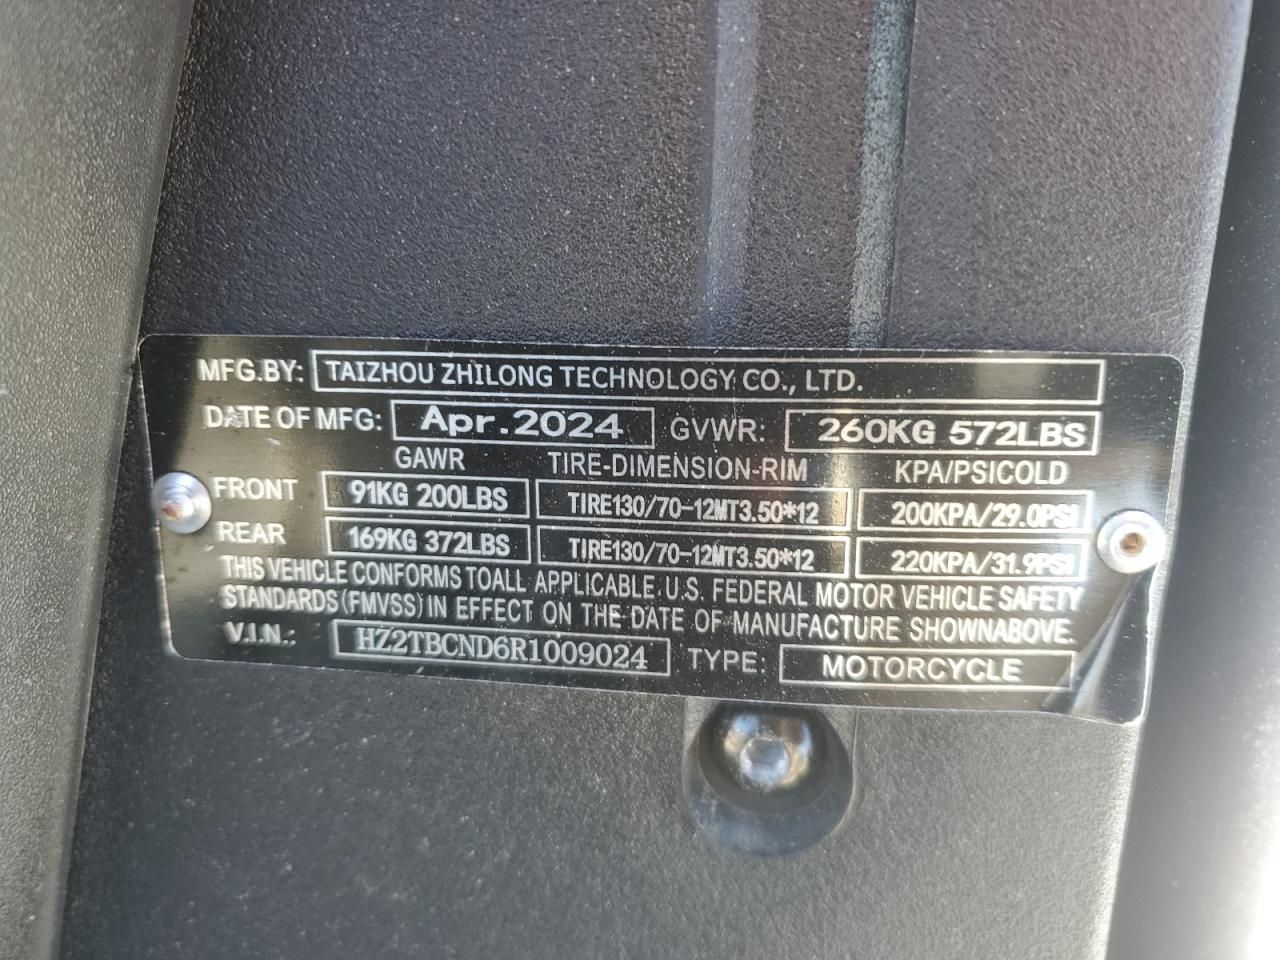 MFG.BY: TAIZHOU ZHILONG TECHNOLOGY CO., LTD.
DATE OF MFG: Apr.2024 GVWR: 260KG 572LBS
GAWR TIRE-DIMENSION-RIM KPA/PSICOLD
FRONT 91KG 200LBS TIRE130/70-12MT3.50*12 200KPA/29.0PSI
REAR 169KG 372LBS TIRE130/70-12MT3.50*12 220KPA/31.9PSI
THIS VEHICLE CONFORMS TOALL APPLICABLE U.S. FEDERAL MOTOR VEHICLE SAFETY
STANDARDS (FMVSS) IN EFFECT ON THE DATE OF MANUFACTURE SHOWNABOVE.
V.I.N.: HZ2TBCND6R1009024 TYPE: MOTORCYCLE